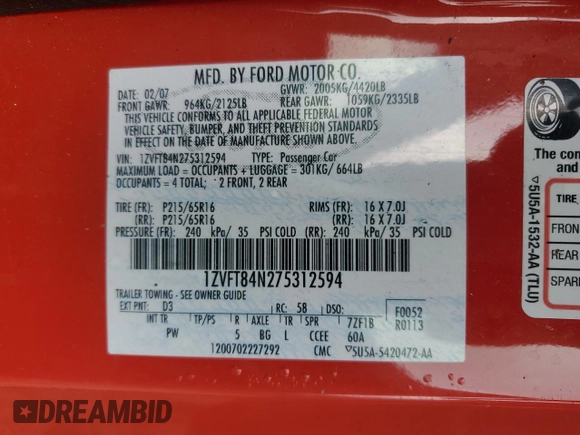 MFD. BY FORD MOTOR CO.
DATE: 02/07 GVWR: 2005KG/4420LB
FRONT GAWR: 964KG/2125LB REAR GAWR: 1059KG/2335LB
THIS VEHICLE CONFORMS TO ALL APPLICABLE FEDERAL MOTOR
VEHICLE SAFETY, BUMPER, AND THEFT PREVENTION STANDARDS
IN EFFECT ON THE DATE OF MANUFACTURE SHOWN ABOVE.
VIN: 1ZVFT84N275312594 TYPE: Passenger Car
MAXIMUM LOAD = OCCUPANTS + LUGGAGE = 301KG/ 664LB
OCCUPANTS = 4 TOTAL; 2 FRONT, 2 REAR
TIRE (FR): P215/65R16 RIMS (FR): 16 X 7.0J
(RR): P215/65R16 (RR): 16 X 7.0J
PRESSURE (FR): 240 kPa/ 35 PSI COLD (RR): 240 kPa/ 35 PSI COLD
1ZVFT84N275312594
TRAILER TOWING - SEE OWNER GUIDE
EXT PNT: D3 RC: 58 DSO: F0052
INT TR TP/PS R AXLE TR SPR 7ZF1B R0113
PW 5 BG L CCEE 60A
1200702227292 CMC ▽5U5A-5420472-AA
▽5U5A-1532-AA (TLU)
The con
and
TIRE
FRON
REAR
SPAR
DREAMBID